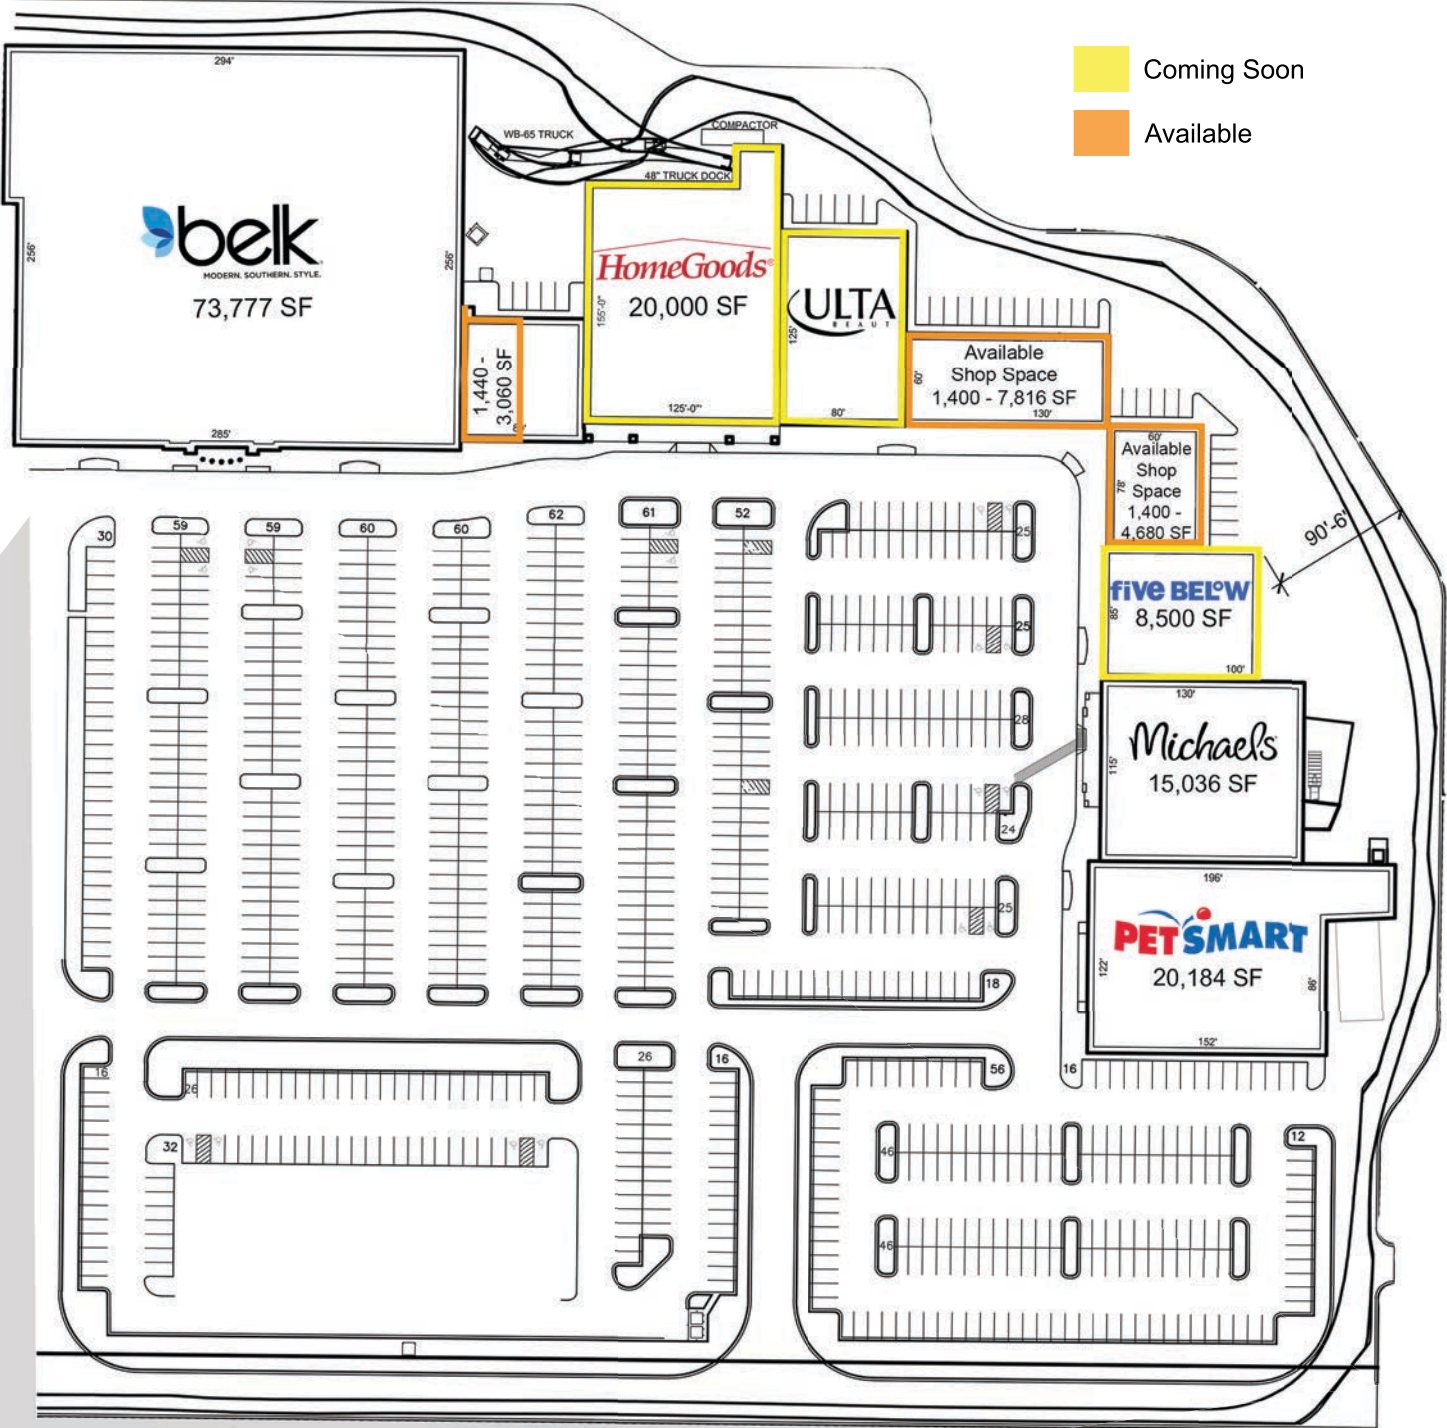 Coming Soon
Available
294'
WB-65 TRUCK
COMPACTOR
48" TRUCK DOCK
256'
belk
MODERN. SOUTHERN. STYLE.
73,777 SF
256'
285'
1,440 -
3,060 SF
HomeGoods
155'-0"
20,000 SF
125'-0"
ULTA
BEAUT
125'
80'
Available
Shop Space
1,400 - 7,816 SF
60'
130'
60'
Available
Shop
Space
1,400 -
4,680 SF
78'
90'-6"
five BELOW
8,500 SF
85'
100'
130'
Michaels
15,036 SF
115'
196'
PETSMART
20,184 SF
122'
86'
152'
30
59
59
60
60
62
61
52
25
25
28
24
25
18
16
26
26
16
56
16
32
46
12
46